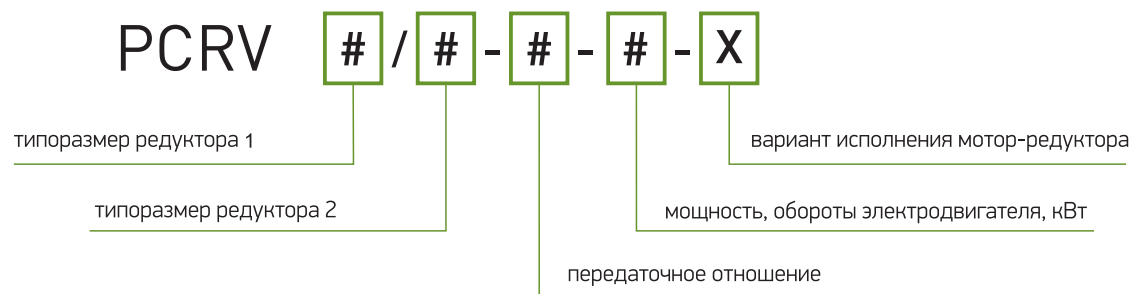 PCRV # / # - # - # - X
типоразмер редуктора 1
вариант исполнения мотор-редуктора
типоразмер редуктора 2
мощность, обороты электродвигателя, кВт
передаточное отношение